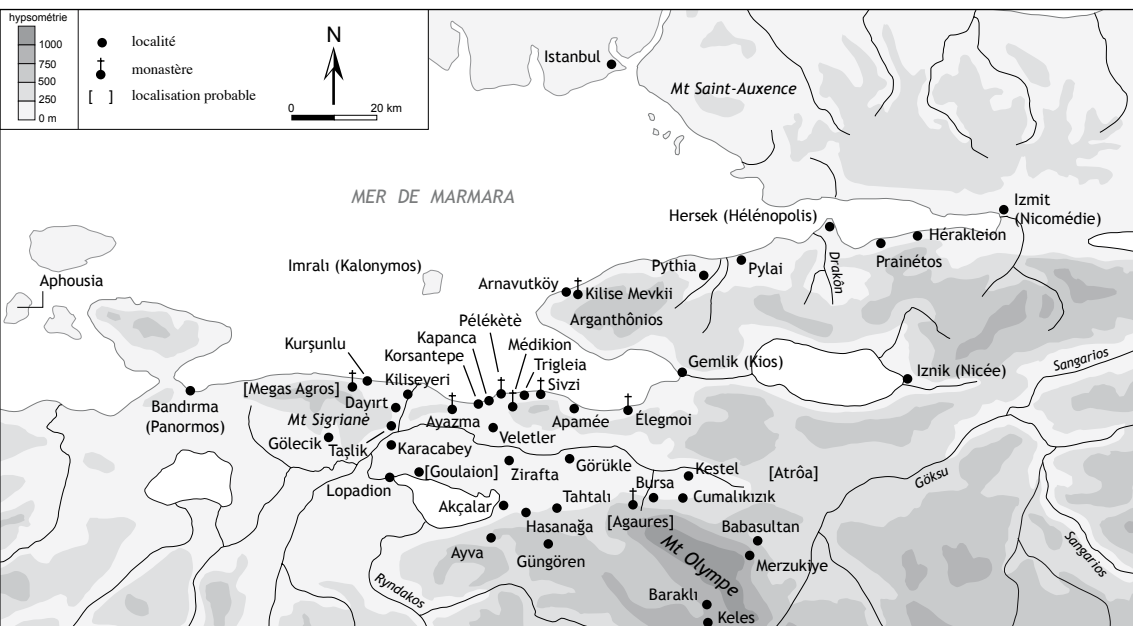 hypsométrie
1000
750
500
250
0 m
localité
monastère
[ ] localisation probable
N
0 20 km
Istanbul
Mt Saint-Auxence
MER DE MARMARA
Izmit
(Nicomédie)
Hersek (Hélénopolis)
Hérakleion
Prainétos
Drakôn
Pythia
Pylai
Imralı (Kalonymos)
Aphousia
Arnavutköy
Kilise Mevkii
Arganthônios
Pélékètè
Kapanca
Médikion
Korsantepe
Trigleia
Kurşunlu
Kiliseyeri
Sivzi
Gemlik (Kios)
Iznik (Nicée)
Sangarios
[Megas Agros]
Dayırt
Bandırma
(Panormos)
Mt Sigrianè
Ayazma
Apamée
Élegmoi
Gölecik
Taşlik
Veletler
Karacabey
[Goulaion]
Zirafta
Görükle
Kestel
[Atrôa]
Göksu
Lopadion
Bursa
Cumalıkızık
Akçalar
Tahtalı
Hasanağa
[Agaures]
Babasultan
Ayva
Güngören
Mt Olympe
Merzukiye
Sangarios
Ryndakos
Baraklı
Keles